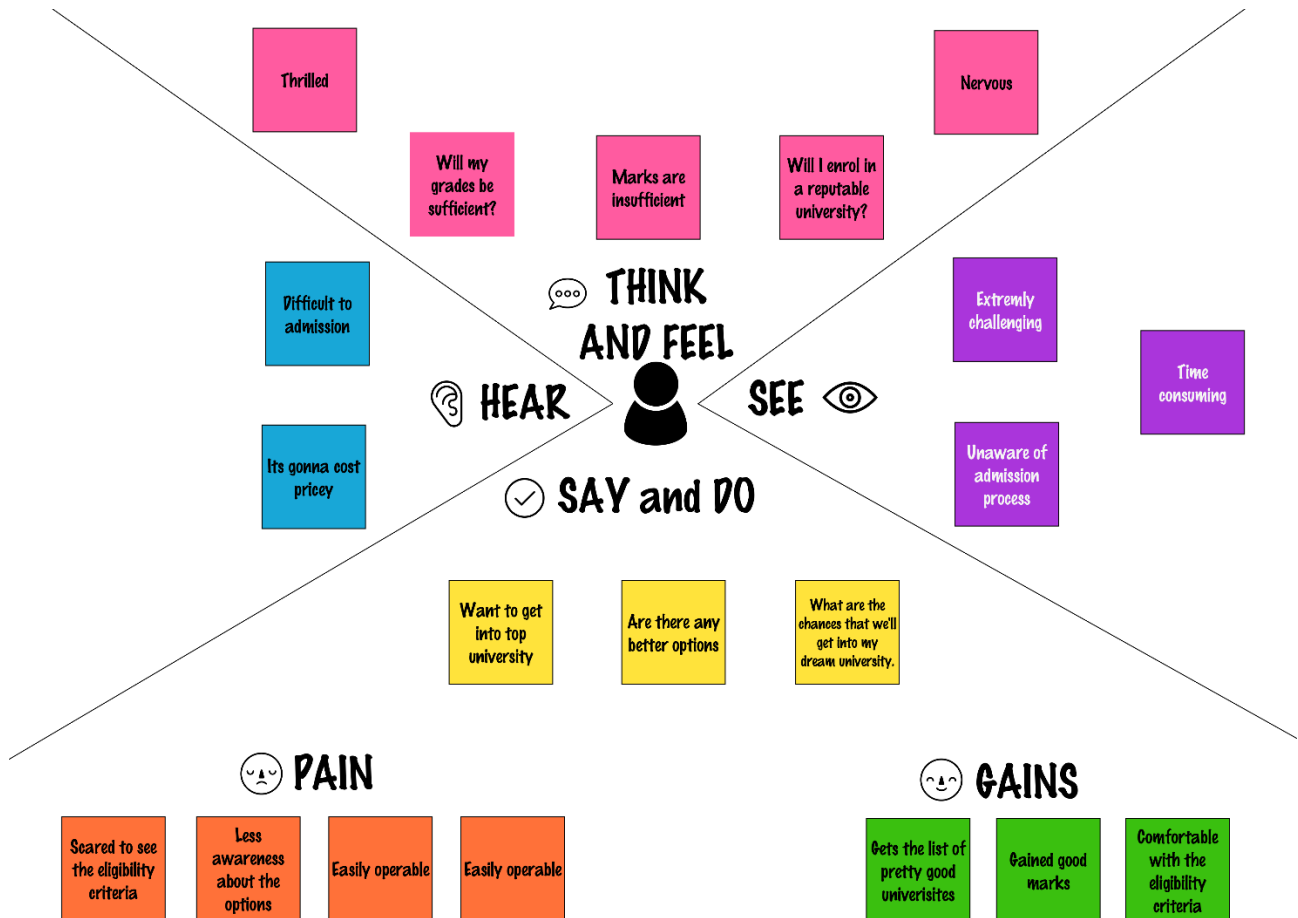 Thrilled
Nervous
Will my
grades be
sufficient?
Marks are
insufficient
Will I enrol in
a reputable
university?
THINK
AND FEEL
Difficult to
admission
HEAR
Its gonna cost
pricey
SEE
Extremly
challenging
Time
consuming
Unaware of
admission
process
SAY and DO
Want to get
into top
university
Are there any
better options
What are the
chances that we'll
get into my
dream university.
PAIN
Scared to see
the eligibility
criteria
Less
awareness
about the
options
Easily operable
Easily operable
GAINS
Gets the list of
pretty good
univerisites
Gained good
marks
Comfortable
with the
eligibility
criteria